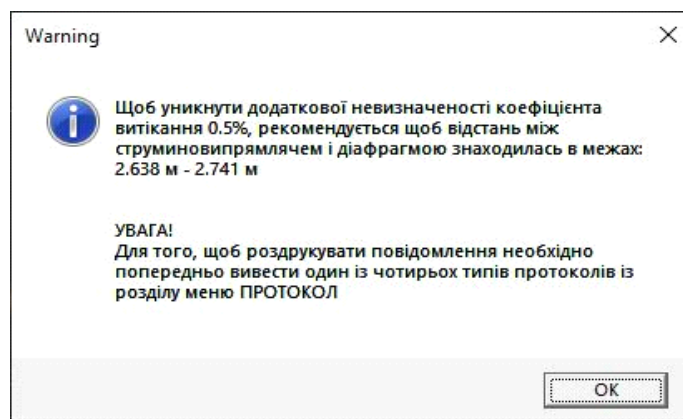 Warning
Щоб уникнути додаткової невизначеності коефіцієнта
витікання 0.5%, рекомендується щоб відстань між
струминовипрямлячем і діафрагмою знаходилась в межах:
2.638 м - 2.741 м
УВАГА!
Для того, щоб роздрукувати повідомлення необхідно
попередньо вивести один із чотирьох типів протоколів із
розділу меню ПРОТОКОЛ
OK